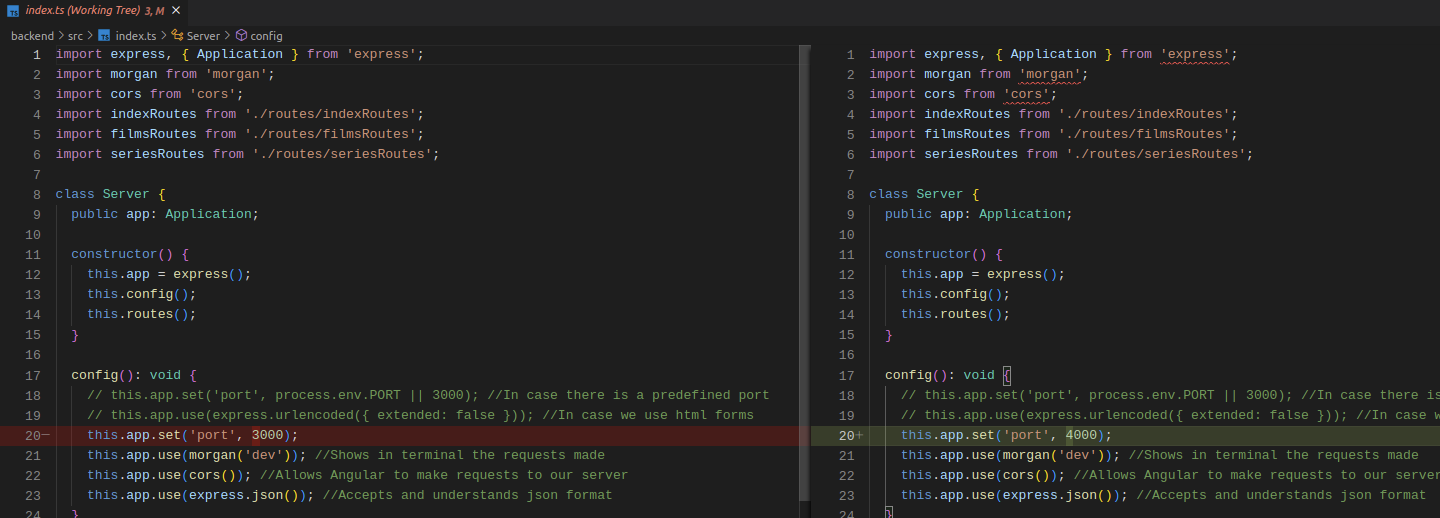 TS index.ts (Working Tree) 3, M ×
backend > src > TS index.ts > Server > config
1 import express, { Application } from 'express';
2 import morgan from 'morgan';
3 import cors from 'cors';
4 import indexRoutes from './routes/indexRoutes';
5 import filmsRoutes from './routes/filmsRoutes';
6 import seriesRoutes from './routes/seriesRoutes';
7
8 class Server {
9 public app: Application;
10
11 constructor() {
12 this.app = express();
13 this.config();
14 this.routes();
15 }
16
17 config(): void {
18 // this.app.set('port', process.env.PORT || 3000); //In case there is a predefined port
19 // this.app.use(express.urlencoded({ extended: false })); //In case we use html forms
20− this.app.set('port', 3000);
21 this.app.use(morgan('dev')); //Shows in terminal the requests made
22 this.app.use(cors()); //Allows Angular to make requests to our server
23 this.app.use(express.json()); //Accepts and understands json format
24 }
1 import express, { Application } from 'express';
2 import morgan from 'morgan';
3 import cors from 'cors';
4 import indexRoutes from './routes/indexRoutes';
5 import filmsRoutes from './routes/filmsRoutes';
6 import seriesRoutes from './routes/seriesRoutes';
7
8 class Server {
9 public app: Application;
10
11 constructor() {
12 this.app = express();
13 this.config();
14 this.routes();
15 }
16
17 config(): void {
18 // this.app.set('port', process.env.PORT || 3000); //In case there is
19 // this.app.use(express.urlencoded({ extended: false })); //In case w
20+ this.app.set('port', 4000);
21 this.app.use(morgan('dev')); //Shows in terminal the requests made
22 this.app.use(cors()); //Allows Angular to make requests to our server
23 this.app.use(express.json()); //Accepts and understands json format
24 }